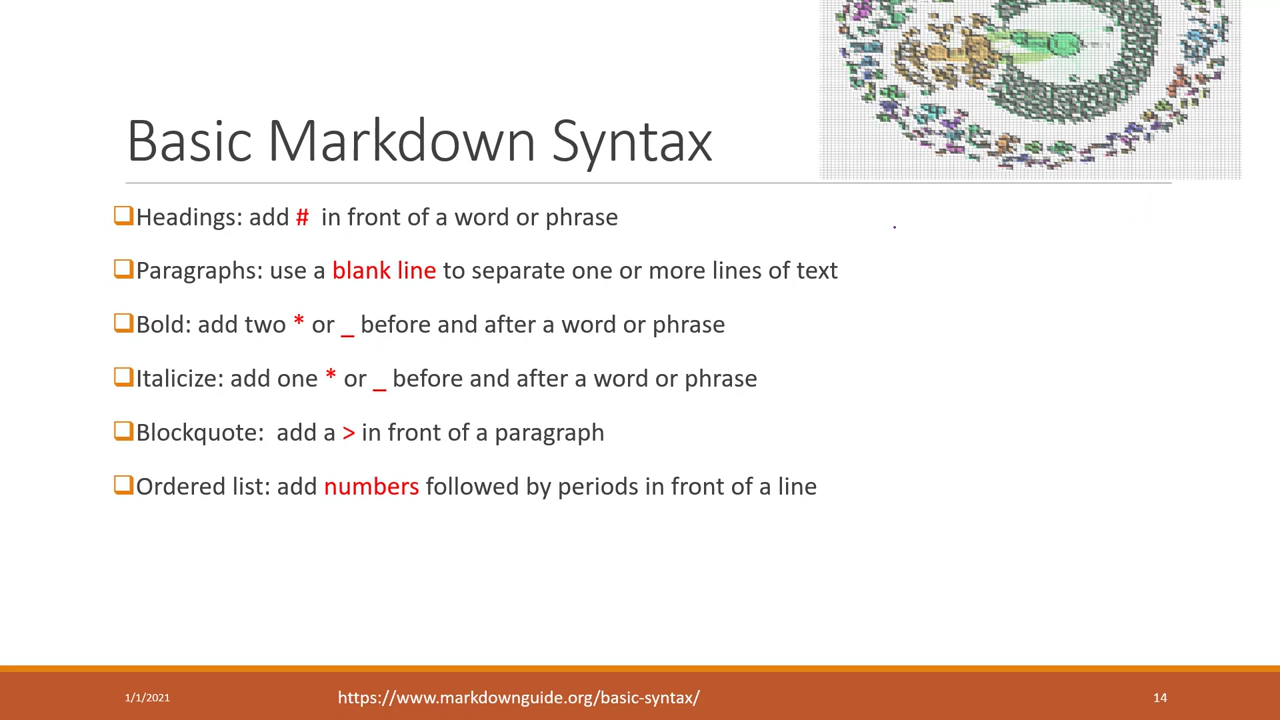 Basic Markdown Syntax
Headings: add # in front of a word or phrase
Paragraphs: use a blank line to separate one or more lines of text
Bold: add two * or _ before and after a word or phrase
Italicize: add one * or _ before and after a word or phrase
Blockquote: add a > in front of a paragraph
Ordered list: add numbers followed by periods in front of a line
1/1/2021
https://www.markdownguide.org/basic-syntax/
14